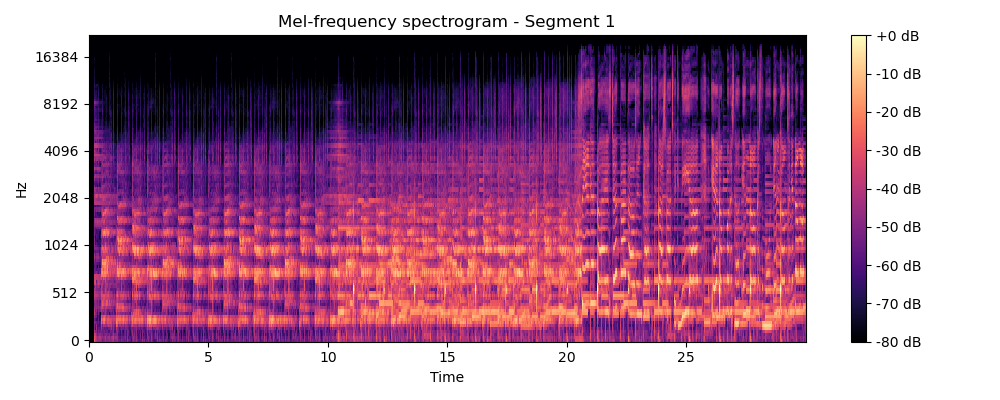 Mel-frequency spectrogram - Segment 1
Hz
16384
8192
4096
2048
1024
512
0
0 5 10 15 20 25
Time
+0 dB
-10 dB
-20 dB
-30 dB
-40 dB
-50 dB
-60 dB
-70 dB
-80 dB